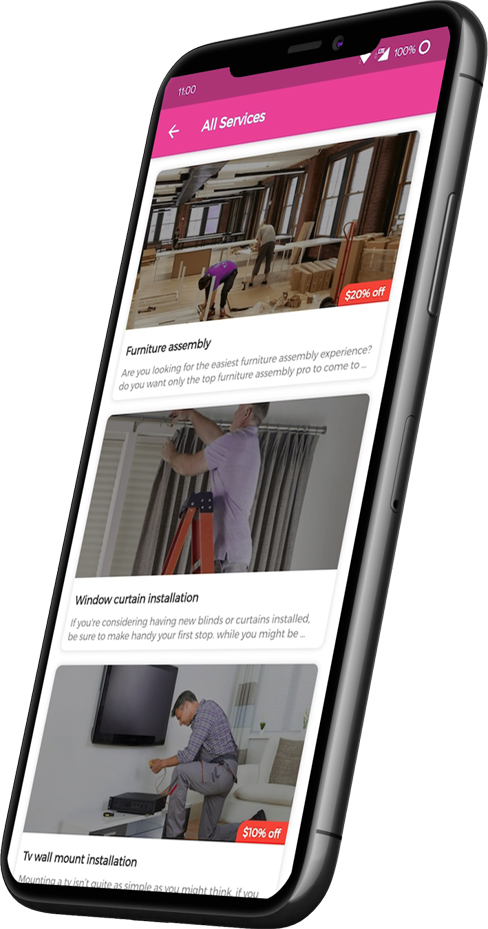 11:00
LTE
100%
All Services
$20% off
Furniture assembly
Are you looking for the easiest furniture assembly experience?
do you want only the top furniture assembly pro to come to ...
Window curtain installation
If you're considering having new blinds or curtains installed,
be sure to make handy your first stop. while you might be ...
$10% off
Tv wall mount installation
Mounting a tv isn't quite as simple as you might think, if you